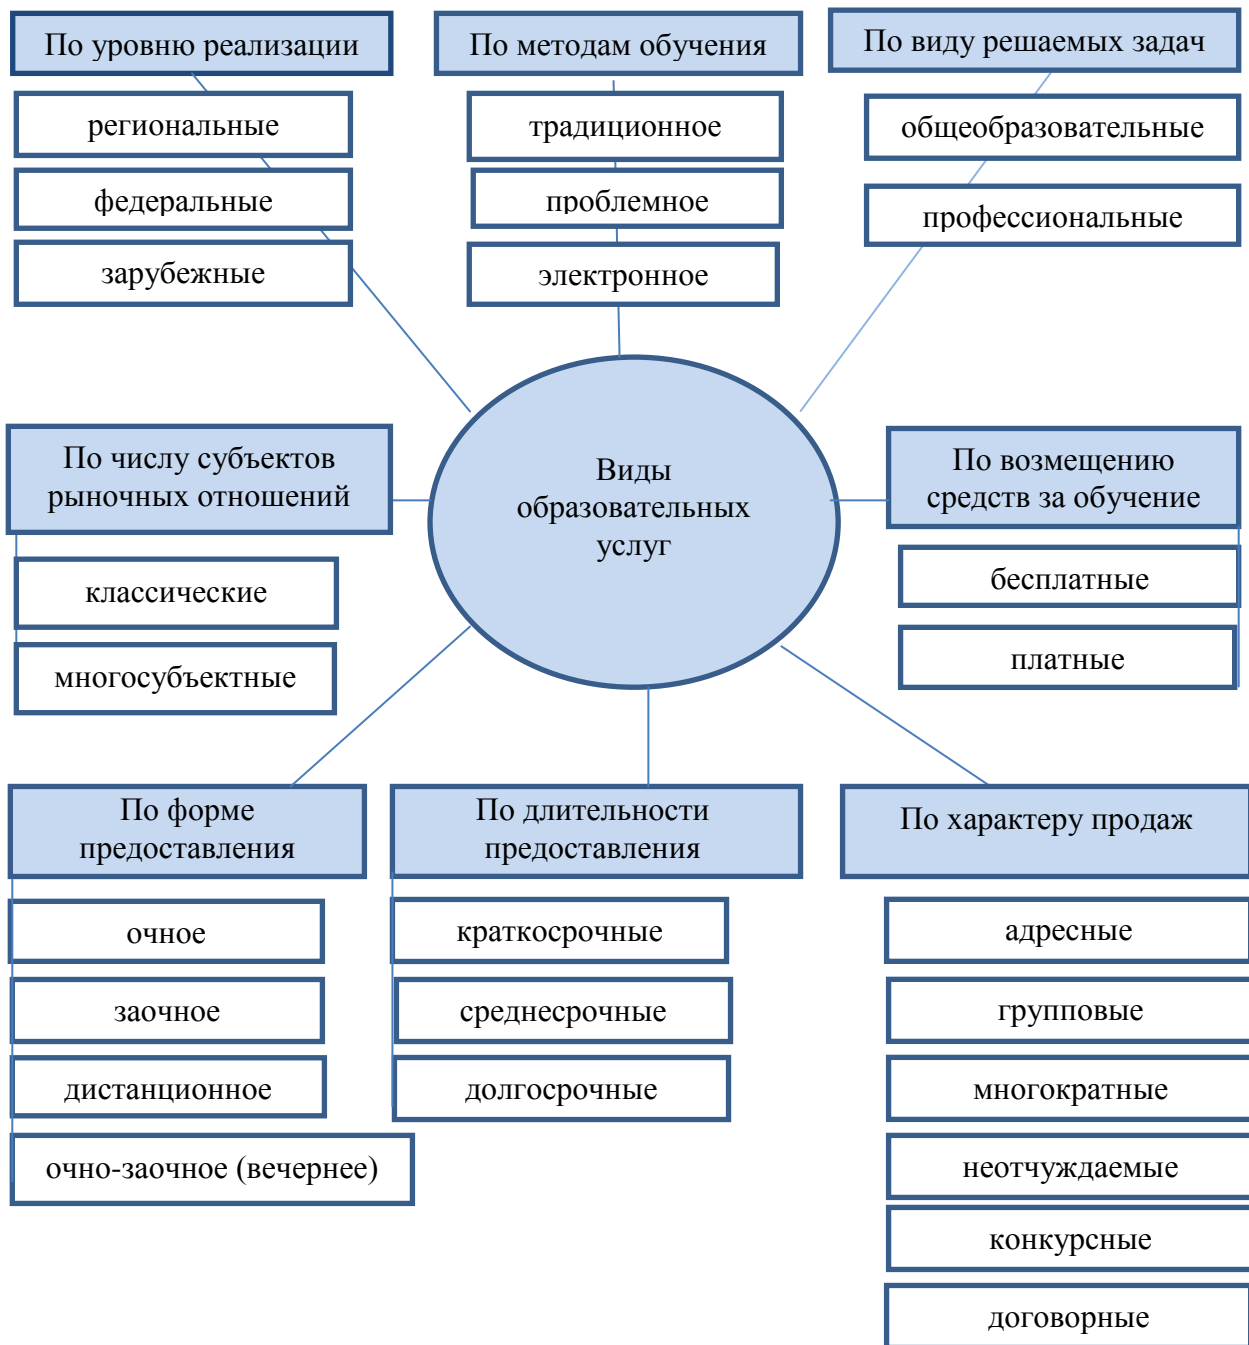 По уровню реализации
региональные
федеральные
зарубежные
По методам обучения
традиционное
проблемное
электронное
По виду решаемых задач
общеобразовательные
профессиональные
По числу субъектов
рыночных отношений
классические
многосубъектные
Виды
образовательных
услуг
По возмещению
средств за обучение
бесплатные
платные
По форме
предоставления
очное
заочное
дистанционное
очно-заочное (вечернее)
По длительности
предоставления
краткосрочные
среднесрочные
долгосрочные
По характеру продаж
адресные
групповые
многократные
неотчуждаемые
конкурсные
договорные